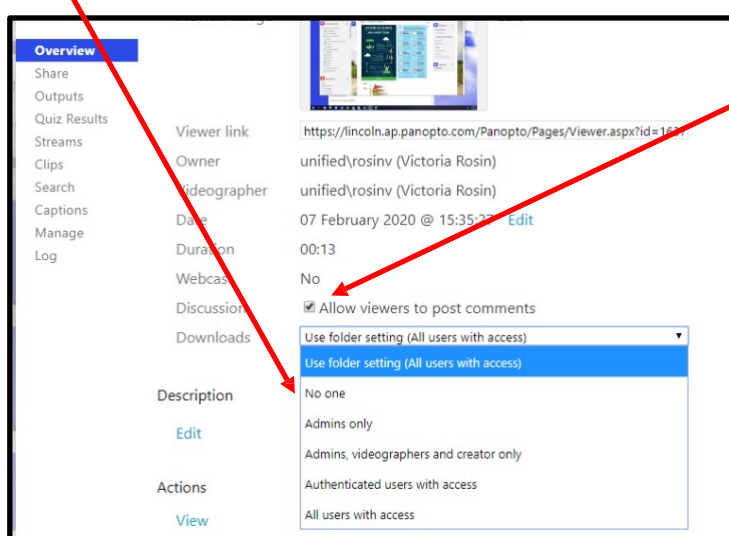 Overview
Share
Outputs
Quiz Results
Streams
Clips
Search
Captions
Manage
Log
Viewer link https://lincoln.ap.panopto.com/Panopto/Pages/Viewer.aspx?id=
Owner unified\rosinv (Victoria Rosin)
Videographer unified\rosinv (Victoria Rosin)
Date 07 February 2020 @ 15:35:27 Edit
Duration 00:13
Webcast No
Discussion Allow viewers to post comments
Downloads Use folder setting (All users with access)
Use folder setting (All users with access)
No one
Admins only
Admins, videographers and creator only
Authenticated users with access
All users with access
Description
Edit
Actions
View